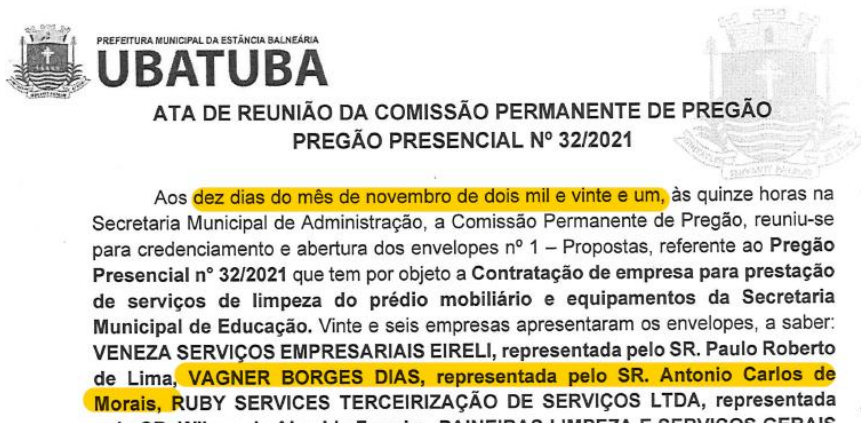 PREFEITURA MUNICIPAL DA ESTÂNCIA BALNEÁRIA
UBATUBA
ATA DE REUNIÃO DA COMISSÃO PERMANENTE DE PREGÃO
PREGÃO PRESENCIAL Nº 32/2021
Aos dez dias do mês de novembro de dois mil e vinte e um, às quinze horas na
Secretaria Municipal de Administração, a Comissão Permanente de Pregão, reuniu-se
para credenciamento e abertura dos envelopes nº 1 – Propostas, referente ao Pregão
Presencial n° 32/2021 que tem por objeto a Contratação de empresa para prestação
de serviços de limpeza do prédio mobiliário e equipamentos da Secretaria
Municipal de Educação. Vinte e seis empresas apresentaram os envelopes, a saber:
VENEZA SERVIÇOS EMPRESARIAIS EIRELI, representada pelo SR. Paulo Roberto
de Lima, VAGNER BORGES DIAS, representada pelo SR. Antonio Carlos de
Morais, RUBY SERVICES TERCEIRIZAÇÃO DE SERVIÇOS LTDA, representada